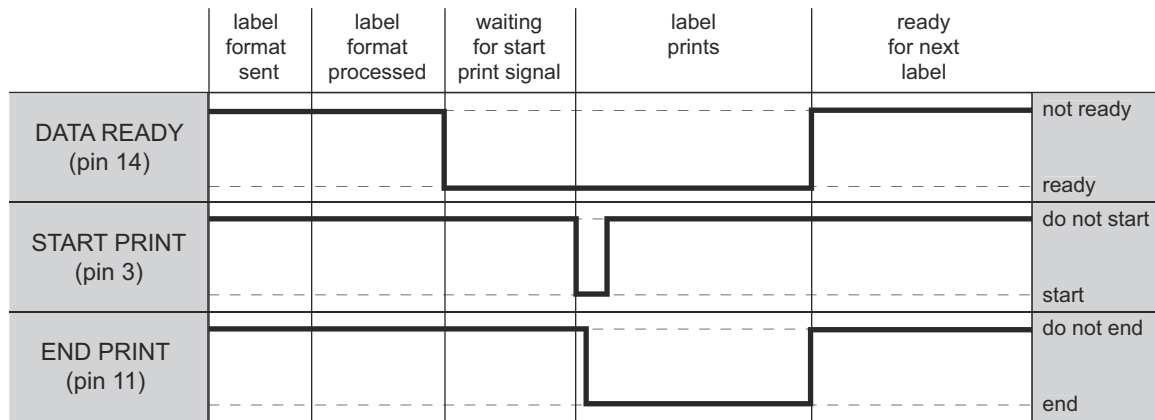 label
format
sent
label
format
processed
waiting
for start
print signal
label
prints
ready
for next
label
DATA READY
(pin 14)
not ready
ready
START PRINT
(pin 3)
do not start
start
END PRINT
(pin 11)
do not end
end